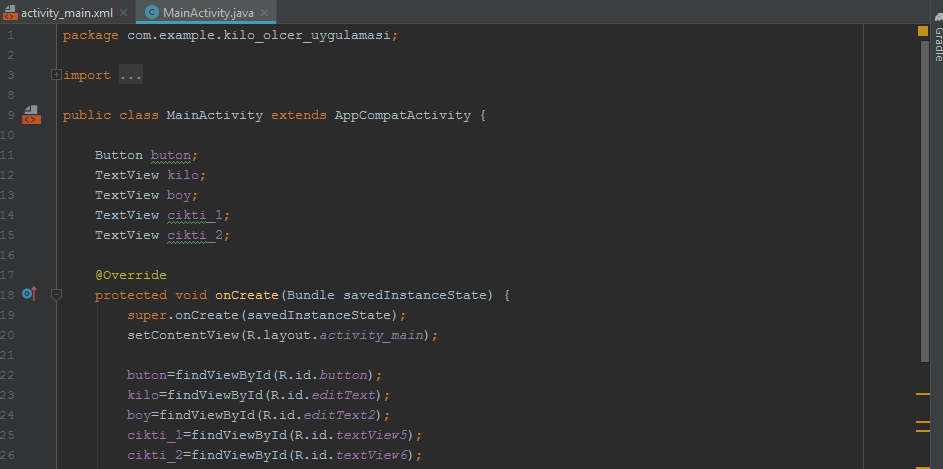 activity_main.xml × MainActivity.java ×
1 package com.example.kilo_olcer_uygulamasi;
2
3 import ...
8
9 public class MainActivity extends AppCompatActivity {
10
11 Button buton;
12 TextView kilo;
13 TextView boy;
14 TextView cikti_1;
15 TextView cikti_2;
16
17 @Override
18 protected void onCreate(Bundle savedInstanceState) {
19 super.onCreate(savedInstanceState);
20 setContentView(R.layout.activity_main);
21
22 buton=findViewById(R.id.button);
23 kilo=findViewById(R.id.editText);
24 boy=findViewById(R.id.editText2);
25 cikti_1=findViewById(R.id.textView5);
26 cikti_2=findViewById(R.id.textView6);
Gradle